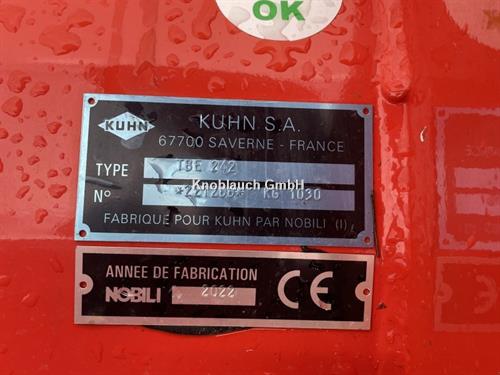 OK
KUHN
KUHN S.A.
67700 SAVERNE - FRANCE
TYPE TBE 242
Knoblauch GmbH
N° KG 1030
FABRIQUE POUR KUHN PAR NOBILI (I)
ANNEE DE FABRICATION
NOBILI 2022
CE